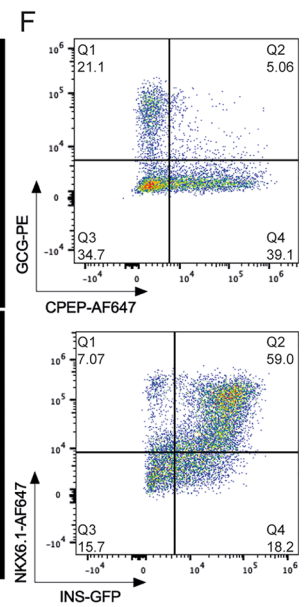 F
Q1
21.1
Q2
5.06
10^6
10^5
10^4
0
-10^4
Q3
34.7
Q4
39.1
-10^4 0 10^4 10^5 10^6
GCG-PE
CPEP-AF647
Q1
7.07
Q2
59.0
10^6
10^5
10^4
0
-10^4
Q3
15.7
Q4
18.2
-10^4 0 10^4 10^5 10^6
NKX6.1-AF647
INS-GFP